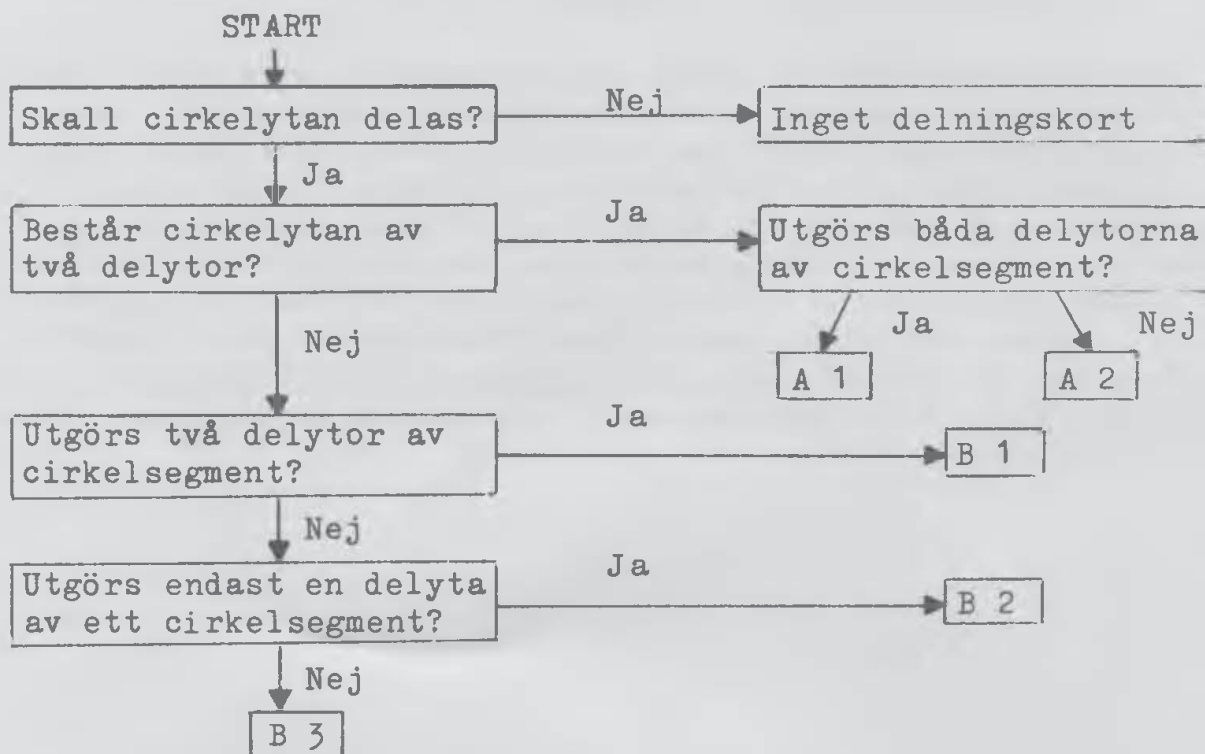 START
Skall cirkelytan delas?
Nej
Inget delningskort
Ja
Består cirkelytan av
två delytor?
Ja
Utgörs båda delytorna
av cirkelsegment?
Nej
Ja
Nej
A 1
A 2
Utgörs två delytor av
cirkelsegment?
Ja
B 1
Nej
Utgörs endast en delyta
av ett cirkelsegment?
Ja
B 2
Nej
B 3